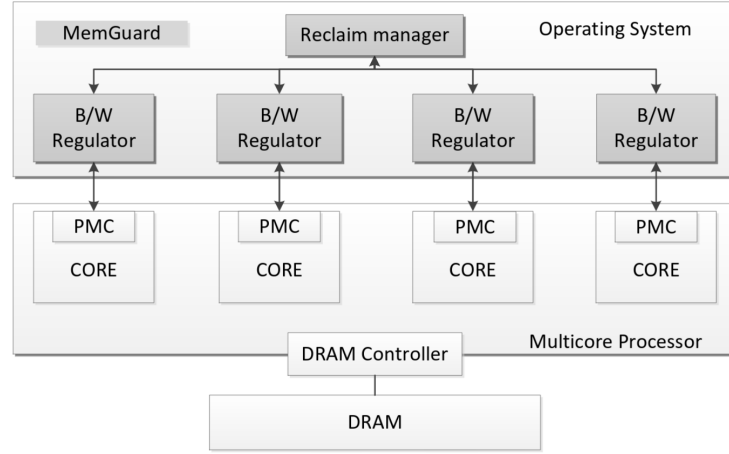 MemGuard
Reclaim manager
Operating System
B/W
Regulator
B/W
Regulator
B/W
Regulator
B/W
Regulator
PMC
CORE
PMC
CORE
PMC
CORE
PMC
CORE
Multicore Processor
DRAM Controller
DRAM